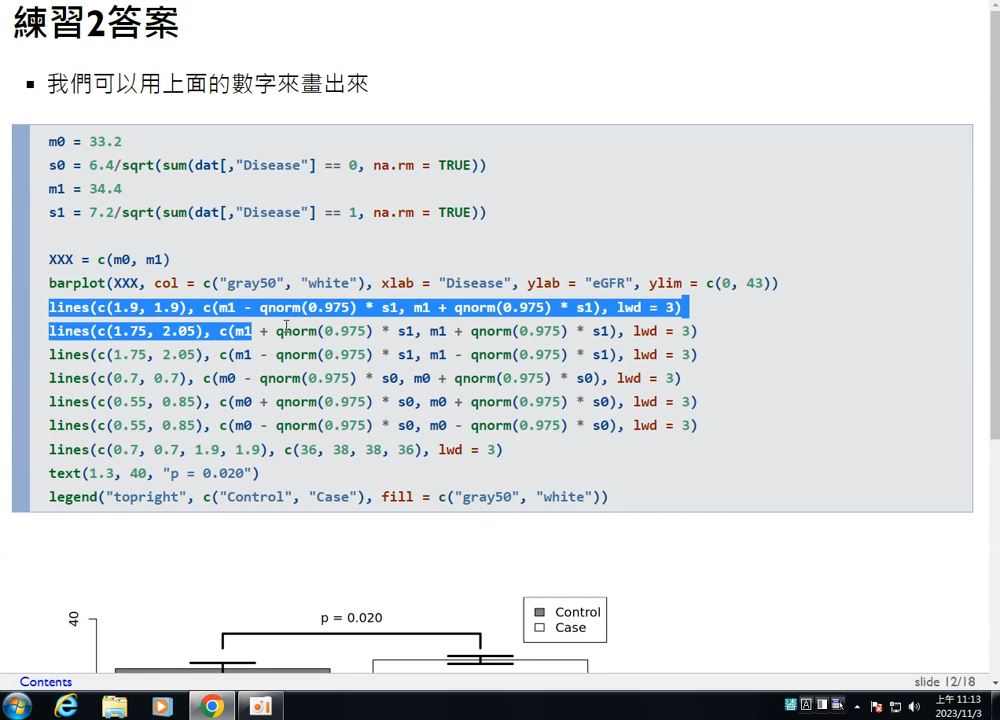 練習2答案
▪ 我們可以用上面的數字來畫出來
m0 = 33.2
s0 = 6.4/sqrt(sum(dat[,"Disease"] == 0, na.rm = TRUE))
m1 = 34.4
s1 = 7.2/sqrt(sum(dat[,"Disease"] == 1, na.rm = TRUE))
XXX = c(m0, m1)
barplot(XXX, col = c("gray50", "white"), xlab = "Disease", ylab = "eGFR", ylim = c(0, 43))
lines(c(1.9, 1.9), c(m1 - qnorm(0.975) * s1, m1 + qnorm(0.975) * s1), lwd = 3)
lines(c(1.75, 2.05), c(m1 + qnorm(0.975) * s1, m1 + qnorm(0.975) * s1), lwd = 3)
lines(c(1.75, 2.05), c(m1 - qnorm(0.975) * s1, m1 - qnorm(0.975) * s1), lwd = 3)
lines(c(0.7, 0.7), c(m0 - qnorm(0.975) * s0, m0 + qnorm(0.975) * s0), lwd = 3)
lines(c(0.55, 0.85), c(m0 + qnorm(0.975) * s0, m0 + qnorm(0.975) * s0), lwd = 3)
lines(c(0.55, 0.85), c(m0 - qnorm(0.975) * s0, m0 - qnorm(0.975) * s0), lwd = 3)
lines(c(0.7, 0.7, 1.9, 1.9), c(36, 38, 38, 36), lwd = 3)
text(1.3, 40, "p = 0.020")
legend("topright", c("Control", "Case"), fill = c("gray50", "white"))
40
p = 0.020
Control
Case
Contents
slide 12/18
上午 11:13
2023/11/3